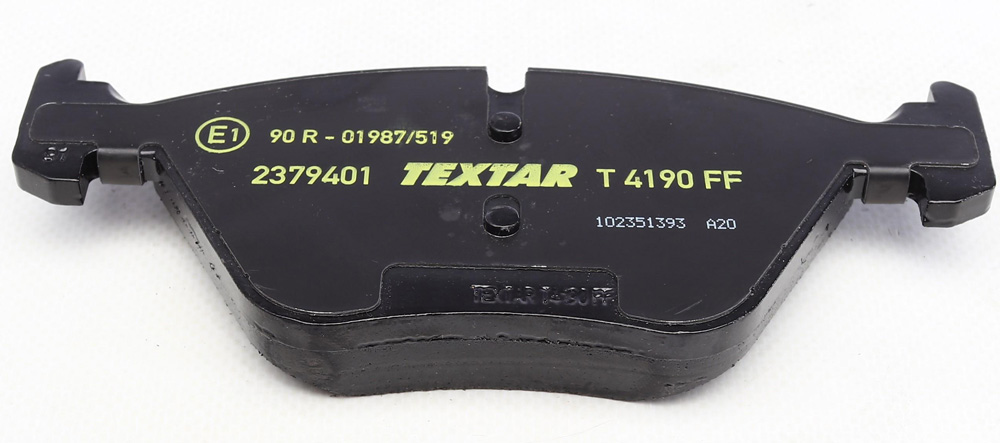 E1 90 R - 01987/519
2379401 TEXTAR T 4190 FF
102351393 A20
TEXTAR T4190 FF